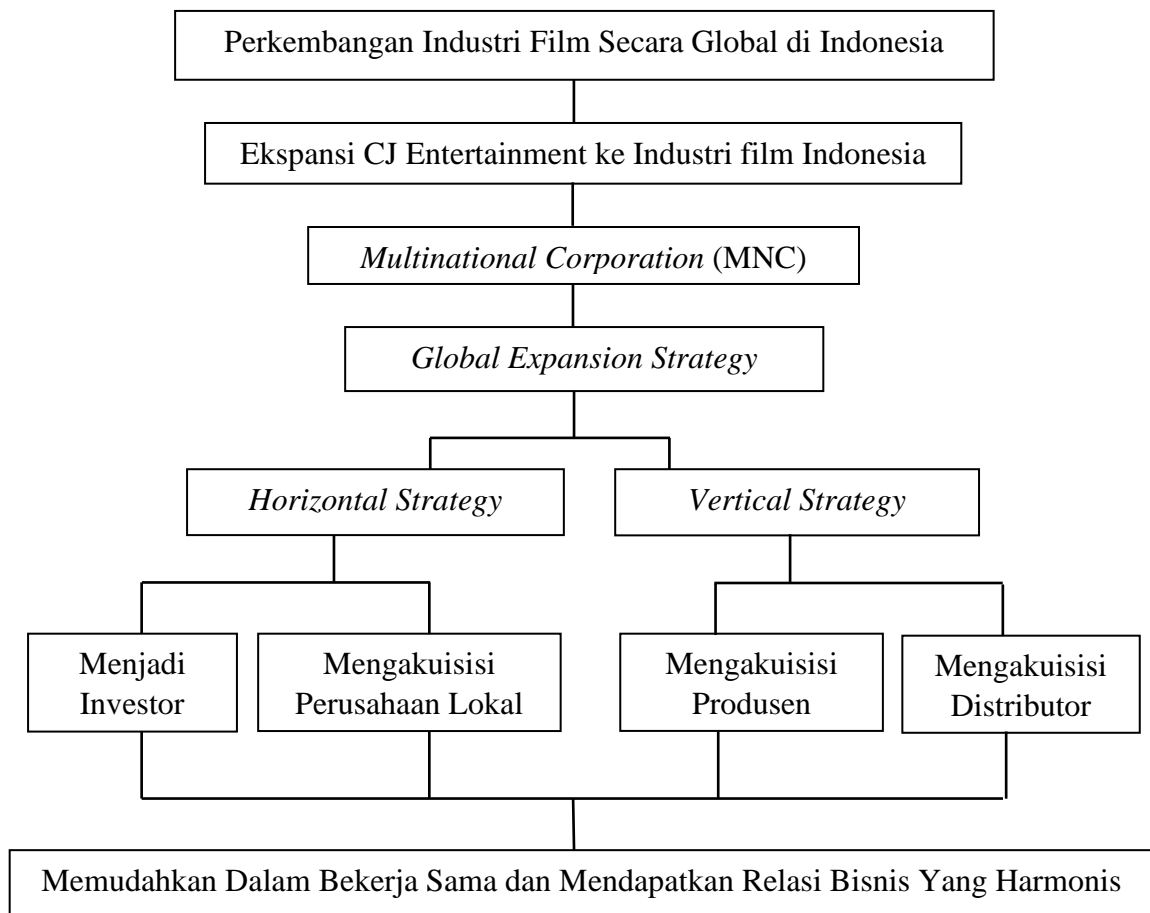 Perkembangan Industri Film Secara Global di Indonesia
Ekspansi CJ Entertainment ke Industri film Indonesia
Multinational Corporation (MNC)
Global Expansion Strategy
Horizontal Strategy
Vertical Strategy
Menjadi
Investor
Mengakuisisi
Perusahaan Lokal
Mengakuisisi
Produsen
Mengakuisisi
Distributor
Memudahkan Dalam Bekerja Sama dan Mendapatkan Relasi Bisnis Yang Harmonis